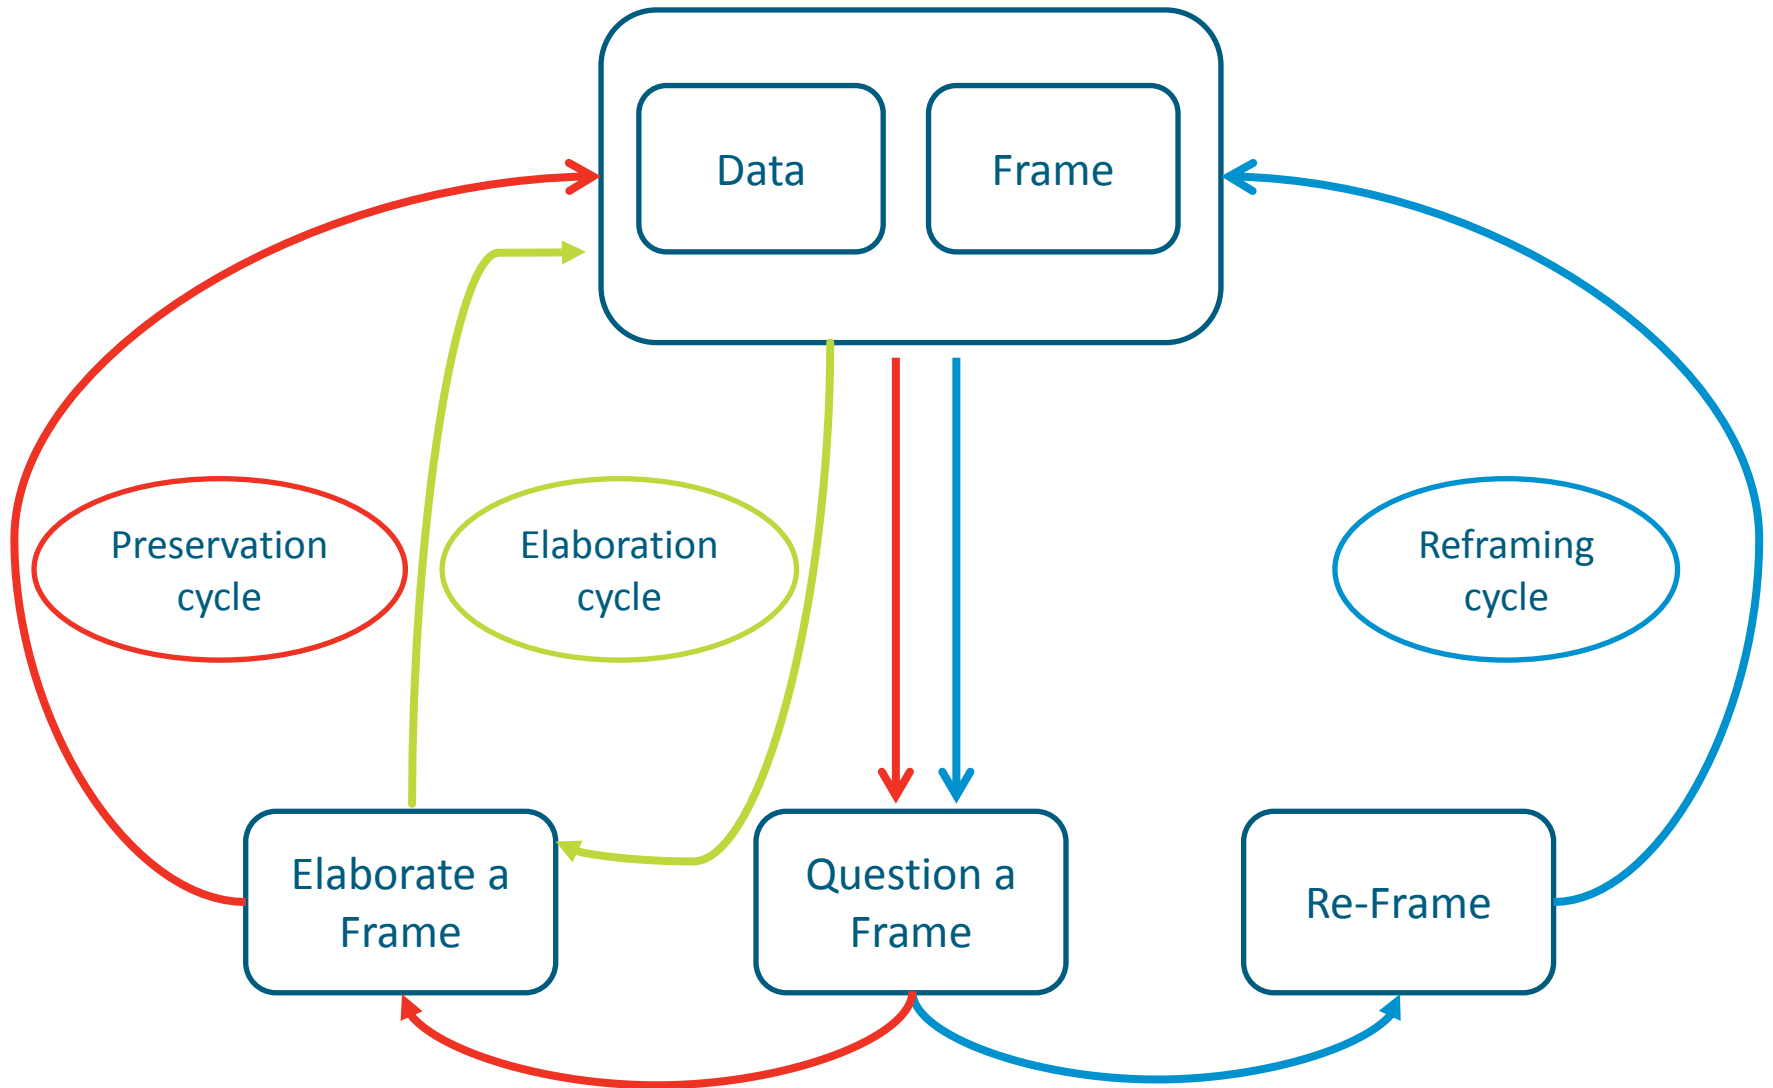 Data
Frame
Preservation
cycle
Elaboration
cycle
Reframing
cycle
Elaborate a
Frame
Question a
Frame
Re-Frame